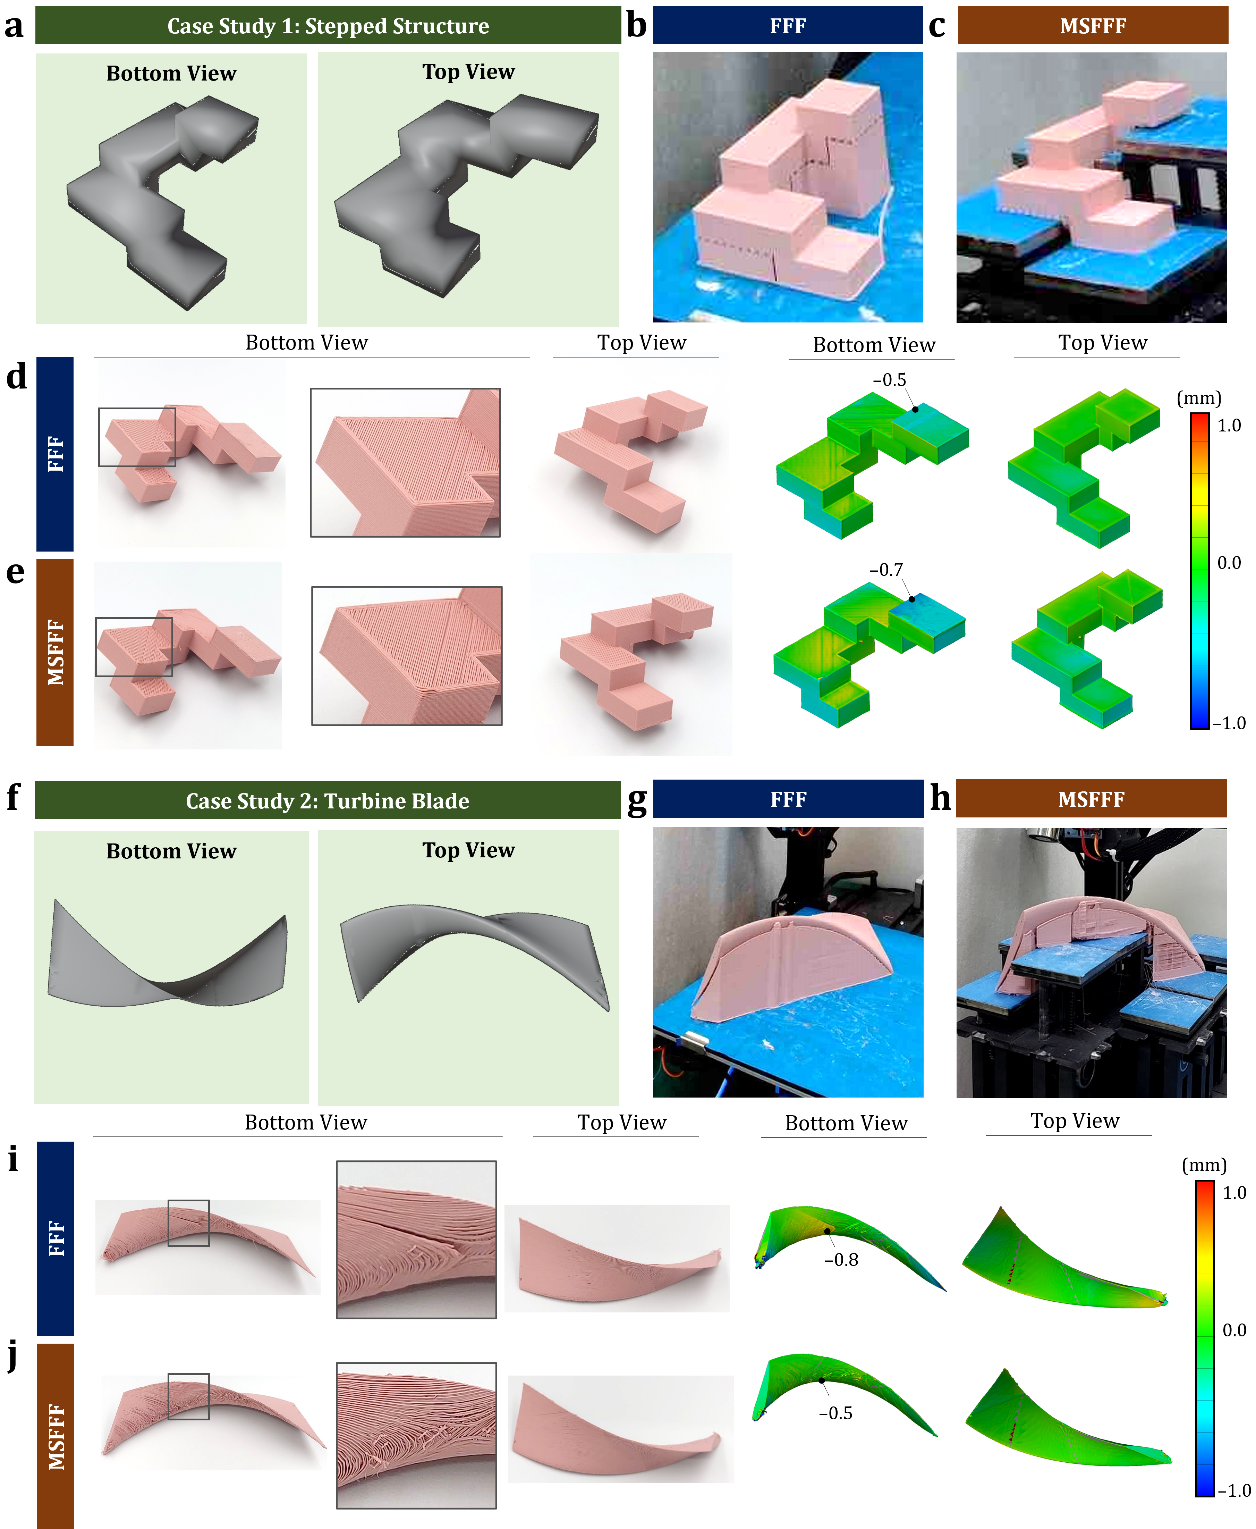 a
Case Study 1: Stepped Structure
b
FFF
c
MSFFF
Bottom View
Top View
Bottom View
Top View
Bottom View
Top View
d
FFF
−0.5
(mm)
1.0
0.0
−1.0
e
MSFFF
−0.7
f
Case Study 2: Turbine Blade
g
FFF
h
MSFFF
Bottom View
Top View
Bottom View
Top View
Bottom View
Top View
i
FFF
−0.8
(mm)
1.0
0.0
−1.0
j
MSFFF
−0.5